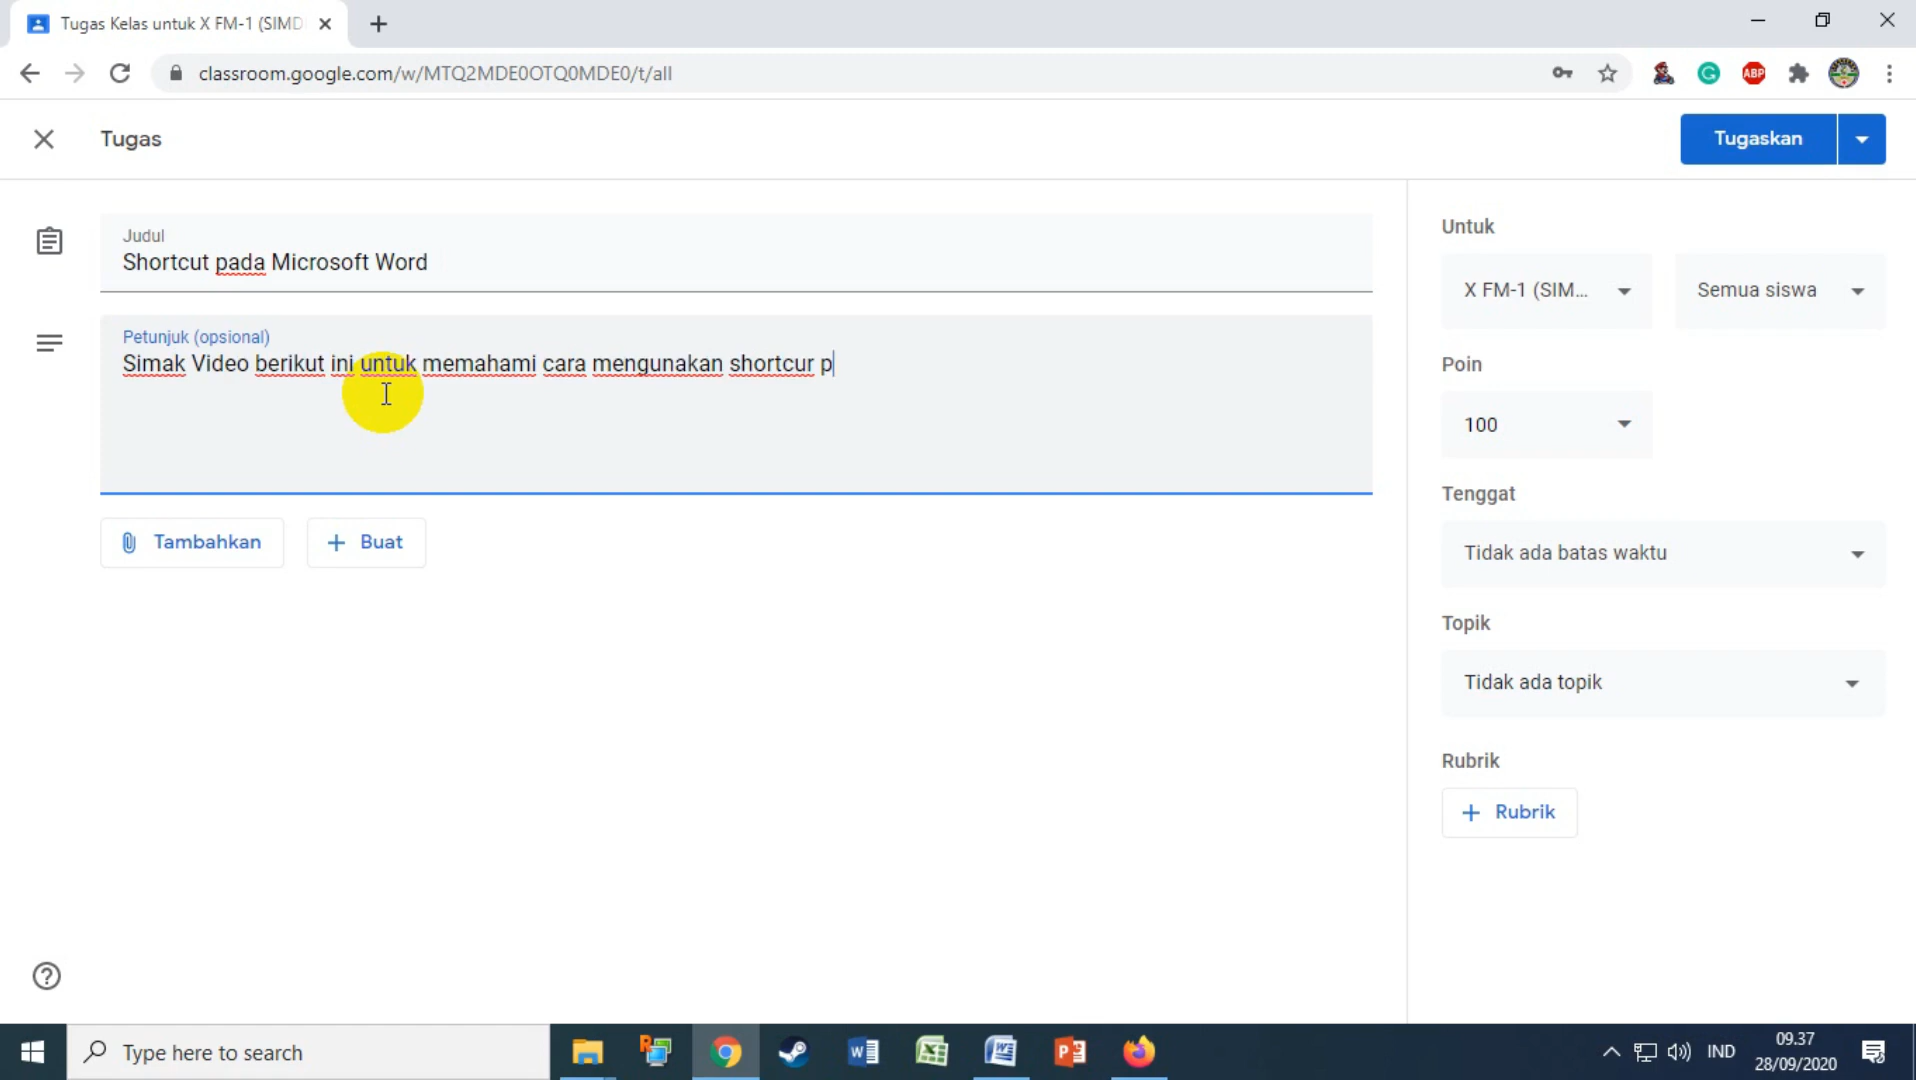 Tugas Kelas untuk X FM-1 (SIMD
classroom.google.com/w/MTQ2MDE0OTQ0MDE0/t/all
ABP
Tugas
Tugaskan
Judul
Shortcut pada Microsoft Word
Petunjuk (opsional)
Simak Video berikut ini untuk memahami cara mengunakan shortcur p
Tambahkan
Buat
Untuk
X FM-1 (SIM...
Semua siswa
Poin
100
Tenggat
Tidak ada batas waktu
Topik
Tidak ada topik
Rubrik
Rubrik
Type here to search
IND
09.37
28/09/2020